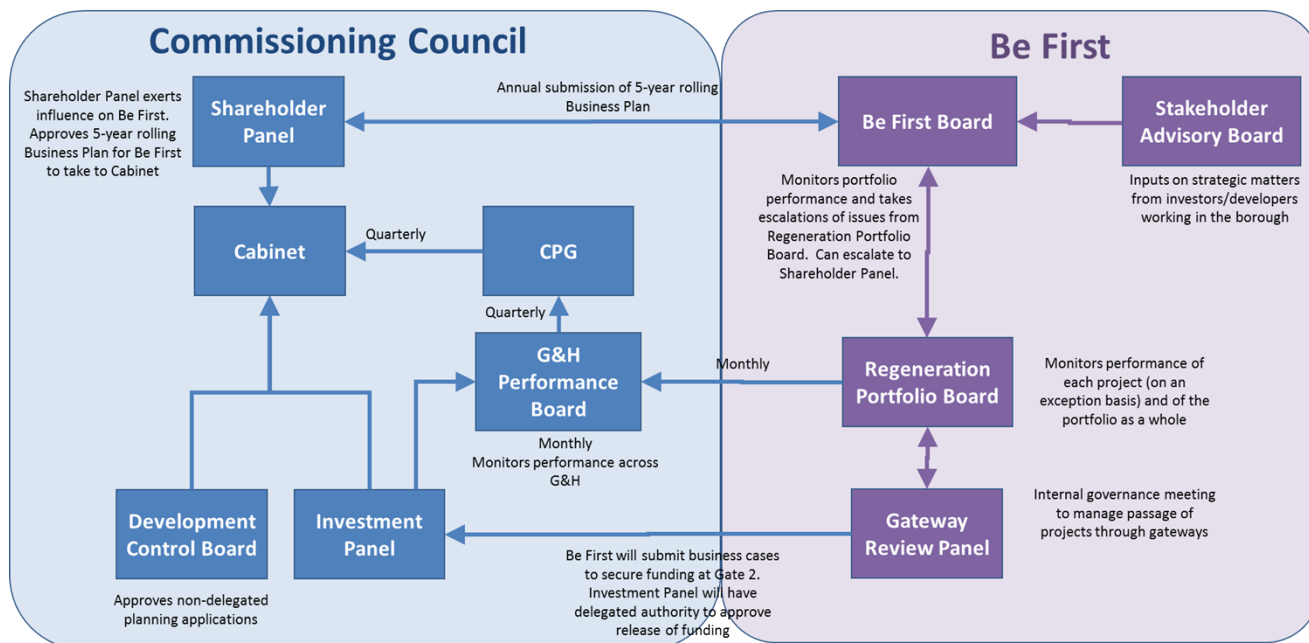 Commissioning Council
Be First
Shareholder Panel exerts
influence on Be First.
Approves 5-year rolling
Business Plan for Be First
to take to Cabinet
Shareholder
Panel
Annual submission of 5-year rolling
Business Plan
Be First Board
Stakeholder
Advisory Board
Monitors portfolio
performance and takes
escalations of issues from
Regeneration Portfolio
Board.  Can escalate to
Shareholder Panel.
Inputs on strategic matters
from investors/developers
working in the borough
Cabinet
Quarterly
CPG
Quarterly
G&H
Performance
Board
Monthly
Regeneration
Portfolio Board
Monitors performance of
each project (on an
exception basis) and of the
portfolio as a whole
Monthly
Monitors performance across
G&H
Development
Control Board
Investment
Panel
Gateway
Review Panel
Internal governance meeting
to manage passage of
projects through gateways
Approves non-delegated
planning applications
Be First will submit business cases
to secure funding at Gate 2.
Investment Panel will have
delegated authority to approve
release of funding